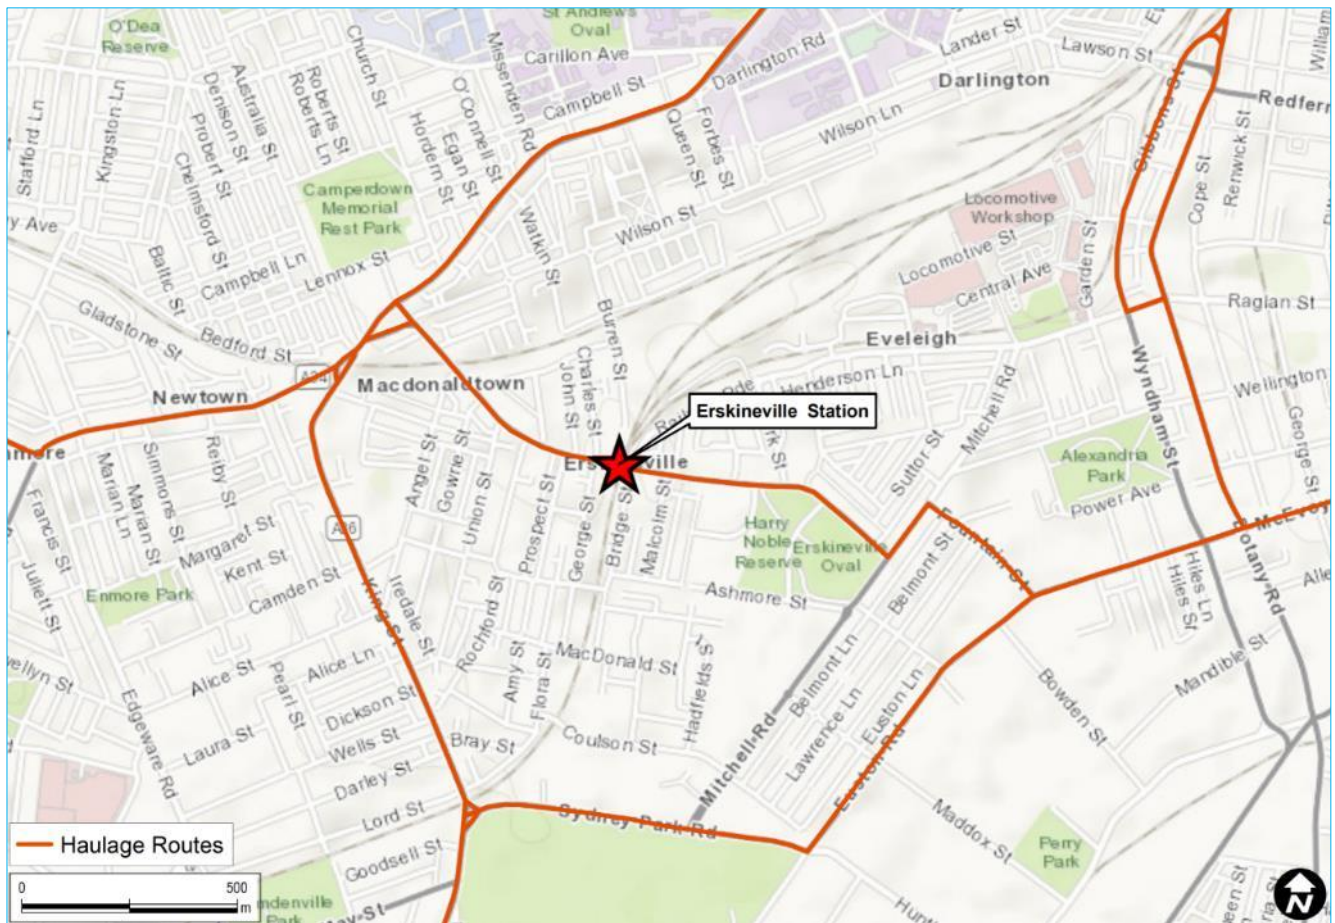 O'Dea
Reserve
St Andrews
Oval
Church St
Missenden Rd
Carillon Ave
Darlington Rd
Lander St
Lawson St
William
Darlington
Campbell St
Stafford Ln
Kingston Ln
Australia St
Denison St
Probert St
Chelmsford St
Roberts St
Roberts Ln
O'Connell St
Egan St
Hordern St
Queen St
Forbes St
Wilson Ln
Gibbons St
Redfern
Renwick St
Cope St
Camperdown
Memorial
Rest Park
Locomotive
Workshop
Wilson St
Watkin St
Locomotive St
Central Ave
Garden St
Baltic St
Campbell Ln
Lennox St
Gladstone St
Bedford St
Burren St
Raglan St
Eveleigh
A34
Newtown
Macdonaldtown
Charles St
John St
Henderson Ln
Mitchell Rd
Wyndham St
Wellington
George St
Erskineville Station
Erskineville
Angel St
Gowrie St
Union St
Prospect St
George St
Bridge St
Malcolm St
Suttor St
Alexandria
Park
Power Ave
McEvoy
Botany Rd
Reiby St
Simmons St
Marian St
Marian Ln
Francis St
Juliett St
A36
Margaret St
Kent St
Camden St
Enmore Park
Harry
Noble
Reserve
Erskineville
Oval
Fountain St
Belmont St
Ashmore St
Hiles Ln
Hiles St
King St
Iredale St
Rochford St
Amy St
Flora St
MacDonald St
Hadfields St
Belmont Ln
Lawrence Ln
Euston Ln
Euston Rd
Mitchell Rd
Bowden St
Mandible St
Alice St
Alice Ln
Pearl St
Edgeware Rd
Laura St
Dickson St
Wells St
Darley St
Lord St
Goodsell St
Bray St
Coulson St
Sydney Park Rd
Maddox St
Perry
Park
Haulage Routes
0 500
m
N